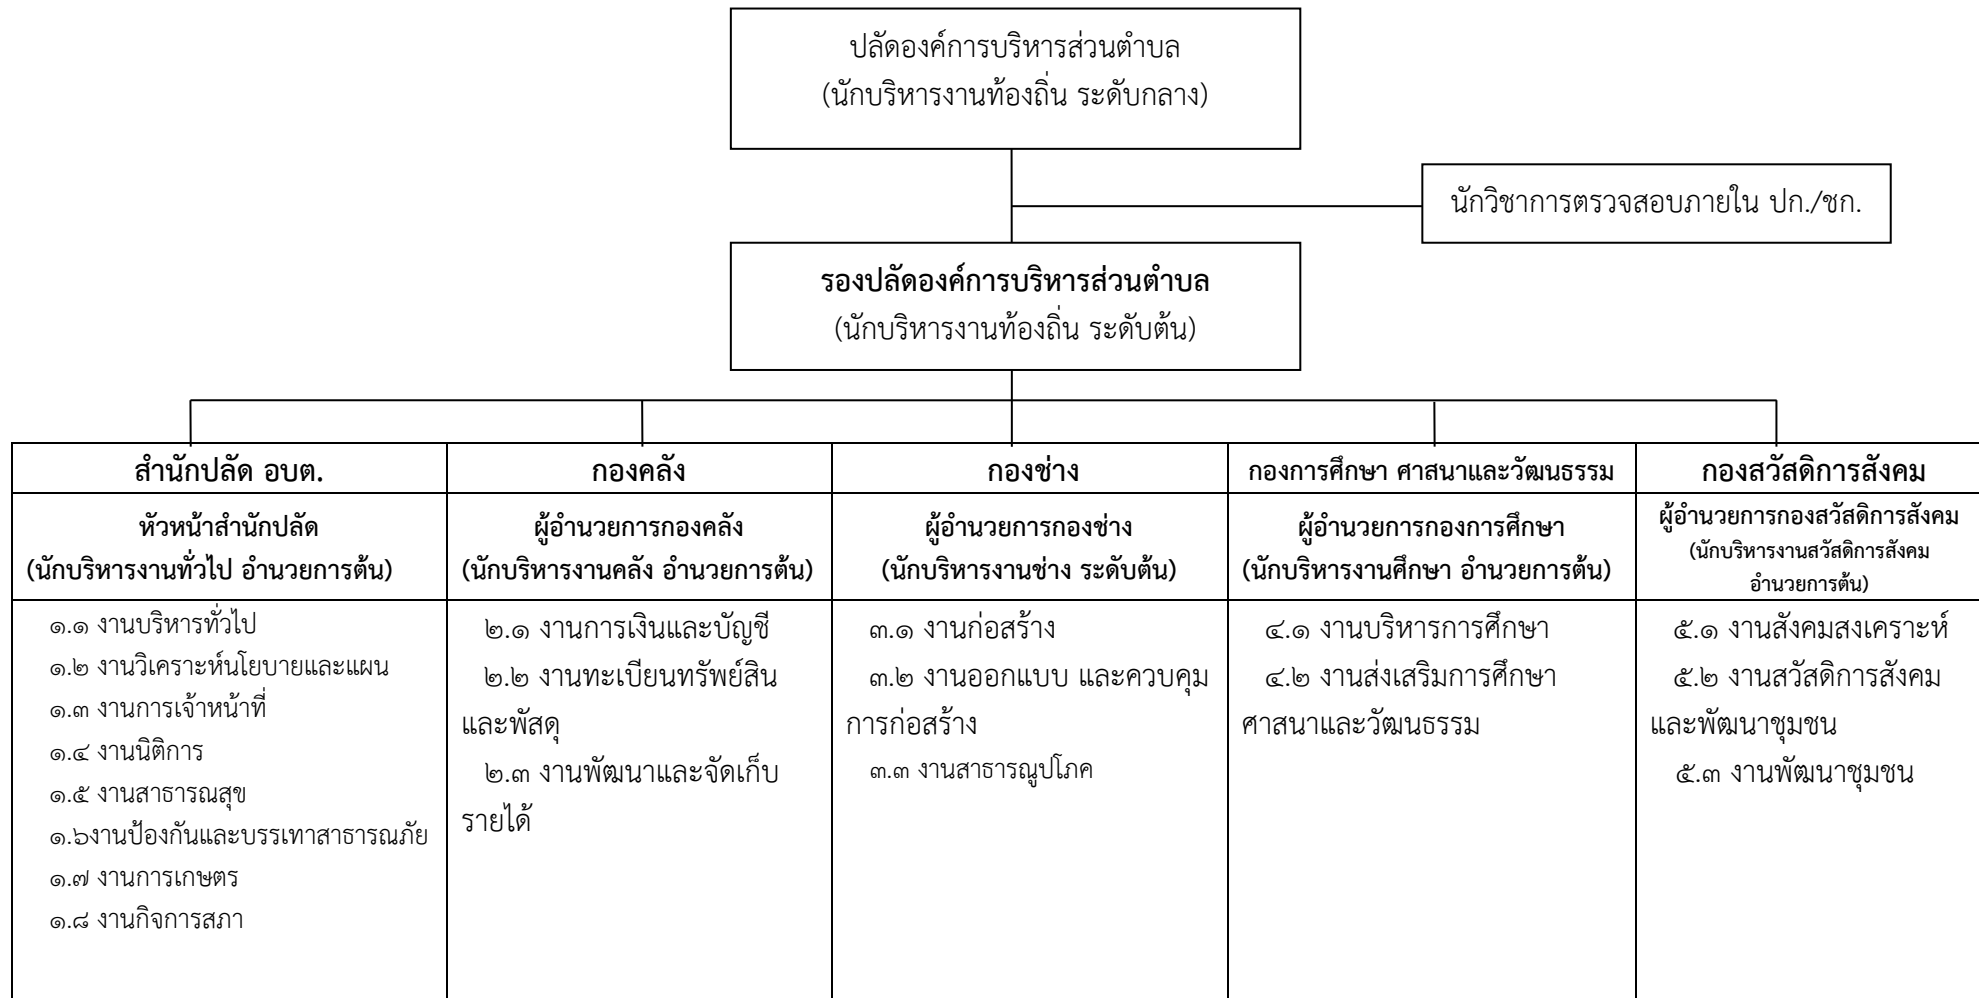 ปลัดองค์การบริหารส่วนตำบล
(นักบริหารงานท้องถิ่น ระดับกลาง)
นักวิชาการตรวจสอบภายใน ปก./ชก.
รองปลัดองค์การบริหารส่วนตำบล
(นักบริหารงานท้องถิ่น ระดับต้น)
สำนักปลัด อบต.
หัวหน้าสำนักปลัด
(นักบริหารงานทั่วไป อำนวยการต้น)
๑.๑ งานบริหารทั่วไป
๑.๒ งานวิเคราะห์นโยบายและแผน
๑.๓ งานการเจ้าหน้าที่
๑.๔ งานนิติการ
๑.๕ งานสาธารณสุข
๑.๖งานป้องกันและบรรเทาสาธารณภัย
๑.๗ งานการเกษตร
๑.๘ งานกิจการสภา
กองคลัง
ผู้อำนวยการกองคลัง
(นักบริหารงานคลัง อำนวยการต้น)
๒.๑ งานการเงินและบัญชี
๒.๒ งานทะเบียนทรัพย์สิน
และพัสดุ
๒.๓ งานพัฒนาและจัดเก็บ
รายได้
กองช่าง
ผู้อำนวยการกองช่าง
(นักบริหารงานช่าง ระดับต้น)
๓.๑ งานก่อสร้าง
๓.๒ งานออกแบบ และควบคุม
การก่อสร้าง
๓.๓ งานสาธารณูปโภค
กองการศึกษา ศาสนาและวัฒนธรรม
ผู้อำนวยการกองการศึกษา
(นักบริหารงานศึกษา อำนวยการต้น)
๔.๑ งานบริหารการศึกษา
๔.๒ งานส่งเสริมการศึกษา
ศาสนาและวัฒนธรรม
กองสวัสดิการสังคม
ผู้อำนวยการกองสวัสดิการสังคม
(นักบริหารงานสวัสดิการสังคม
อำนวยการต้น)
๕.๑ งานสังคมสงเคราะห์
๕.๒ งานสวัสดิการสังคม
และพัฒนาชุมชน
๕.๓ งานพัฒนาชุมชน